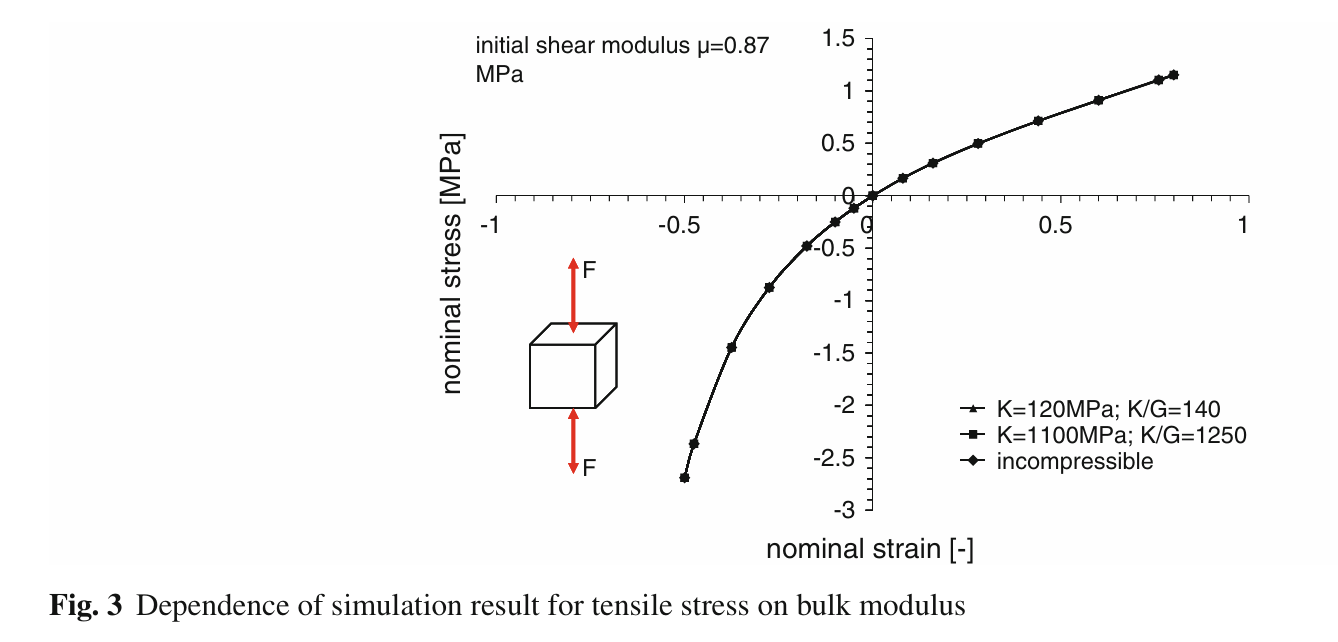 initial shear modulus μ=0.87
MPa
nominal stress [MPa]
1.5
1
0.5
0
-1
-0.5
0
0.5
1
-0.5
-1
-1.5
-2
-2.5
-3
F
F
K=120MPa; K/G=140
K=1100MPa; K/G=1250
incompressible
nominal strain [-]
Fig. 3 Dependence of simulation result for tensile stress on bulk modulus